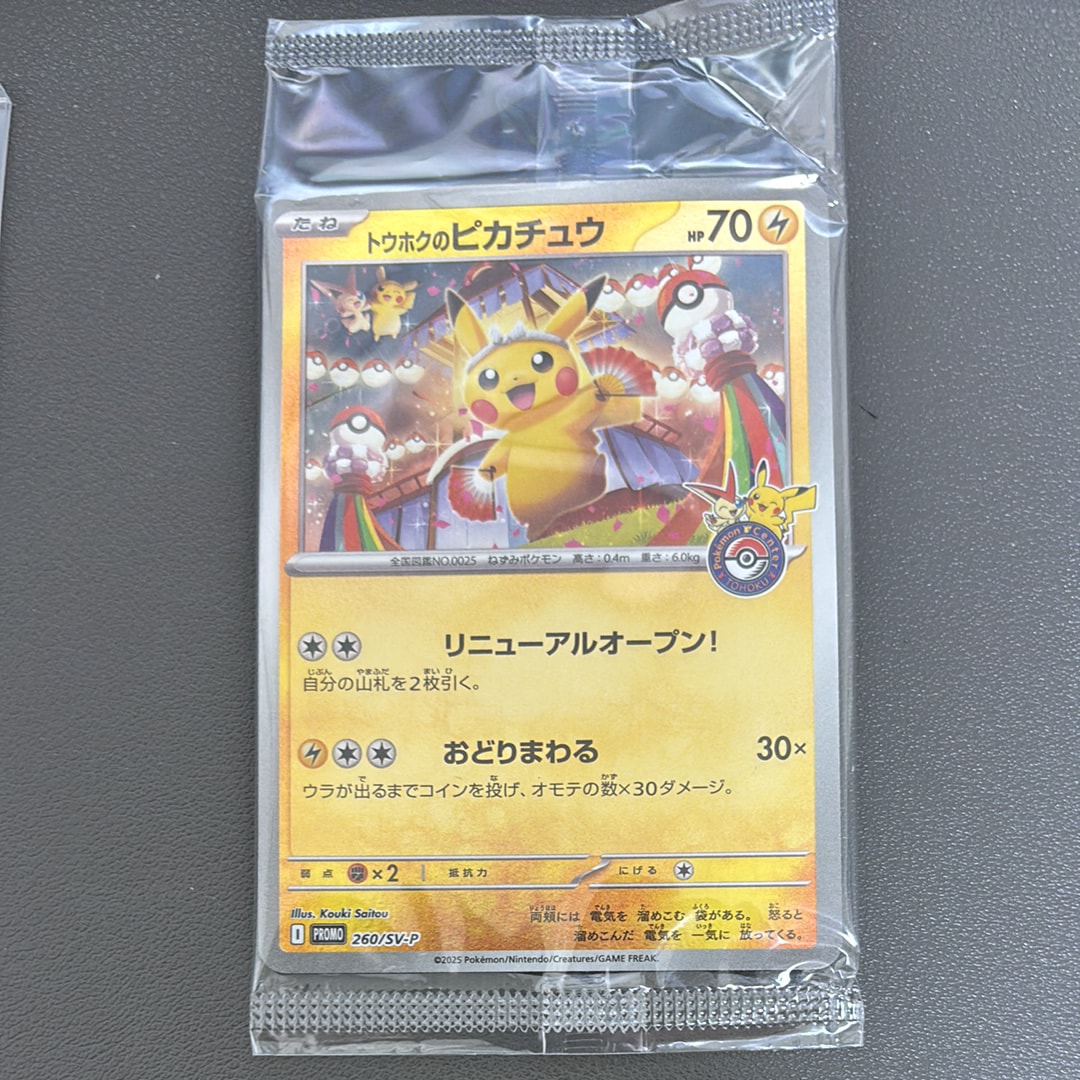 たね
トウホクのピカチュウ
HP 70
全国図鑑NO.0025 ねずみポケモン 高さ:0.4m 重さ:6.0kg
Pokémon Center
TOHOKU
リニューアルオープン!
自分の山札を2枚引く。
おどりまわる 30×
ウラが出るまでコインを投げ、オモテの数×30ダメージ。
弱点 ×2 抵抗力 にげる
Illus. Kouki Saitou
両頬には 電気を 溜めこむ 袋がある。 怒ると
溜めこんだ 電気を 一気に 放ってくる。
I PROMO 260/SV-P
©2025 Pokémon/Nintendo/Creatures/GAME FREAK.